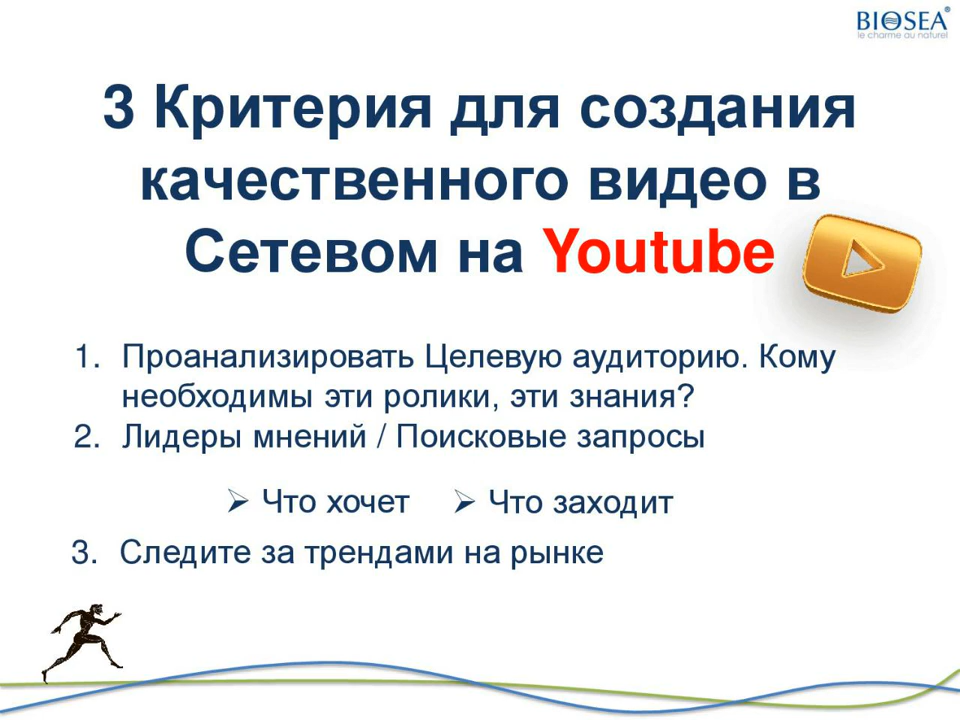 BIOSEA®
le charme au naturel
3 Критерия для создания
качественного видео в
Сетевом на Youtube
1. Проанализировать Целевую аудиторию. Кому
необходимы эти ролики, эти знания?
2. Лидеры мнений / Поисковые запросы
➢ Что хочет ➢ Что заходит
3. Следите за трендами на рынке